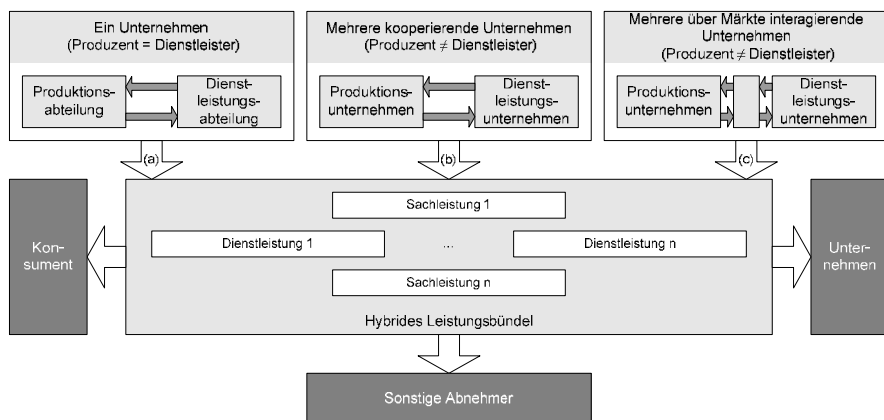 Ein Unternehmen
(Produzent = Dienstleister)
Produktions-
abteilung
Dienst-
leistungs-
abteilung
Mehrere kooperierende Unternehmen
(Produzent ≠ Dienstleister)
Produktions-
unternehmen
Dienst-
leistungs-
unternehmen
Mehrere über Märkte interagierende
Unternehmen
(Produzent ≠ Dienstleister)
Produktions-
unternehmen
Dienst-
leistungs-
unternehmen
(a)
(b)
(c)
Kon-
sument
Sachleistung 1
Dienstleistung 1
...
Dienstleistung n
Sachleistung n
Hybrides Leistungsbündel
Unter-
nehmen
Sonstige Abnehmer